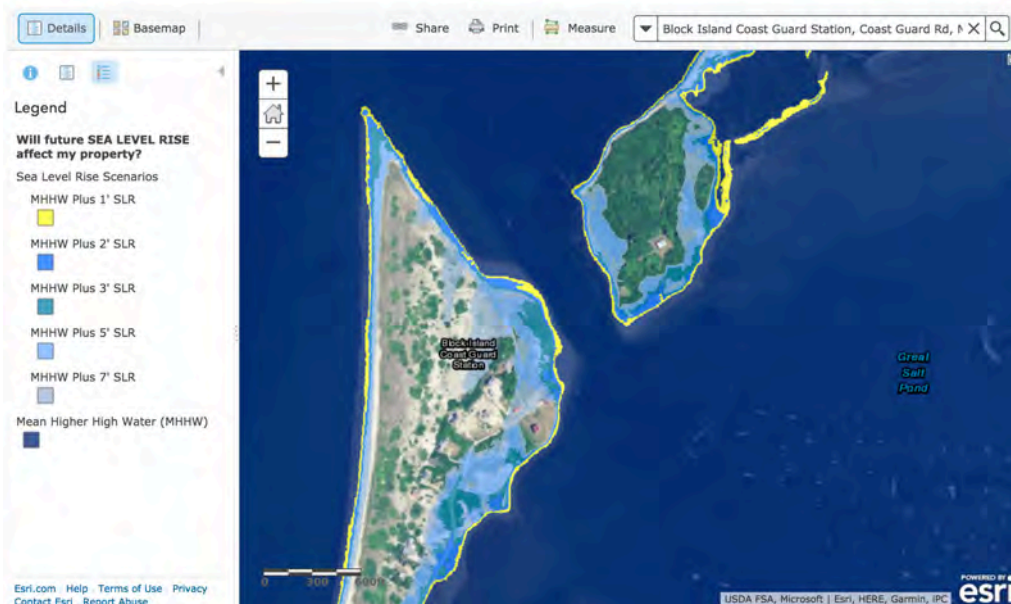 Details
Basemap
Share
Print
Measure
Block Island Coast Guard Station, Coast Guard Rd, N
Legend
Will future SEA LEVEL RISE
affect my property?
Sea Level Rise Scenarios
MHHW Plus 1' SLR
MHHW Plus 2' SLR
MHHW Plus 3' SLR
MHHW Plus 5' SLR
MHHW Plus 7' SLR
Mean Higher High Water (MHHW)
Block Island
Coast Guard
Station
Great
Salt
Pond
0 300 600ft
Esri.com Help Terms of Use Privacy
Contact Esri Report Abuse
USDA FSA, Microsoft | Esri, HERE, Garmin, iPC
POWERED BY
esri